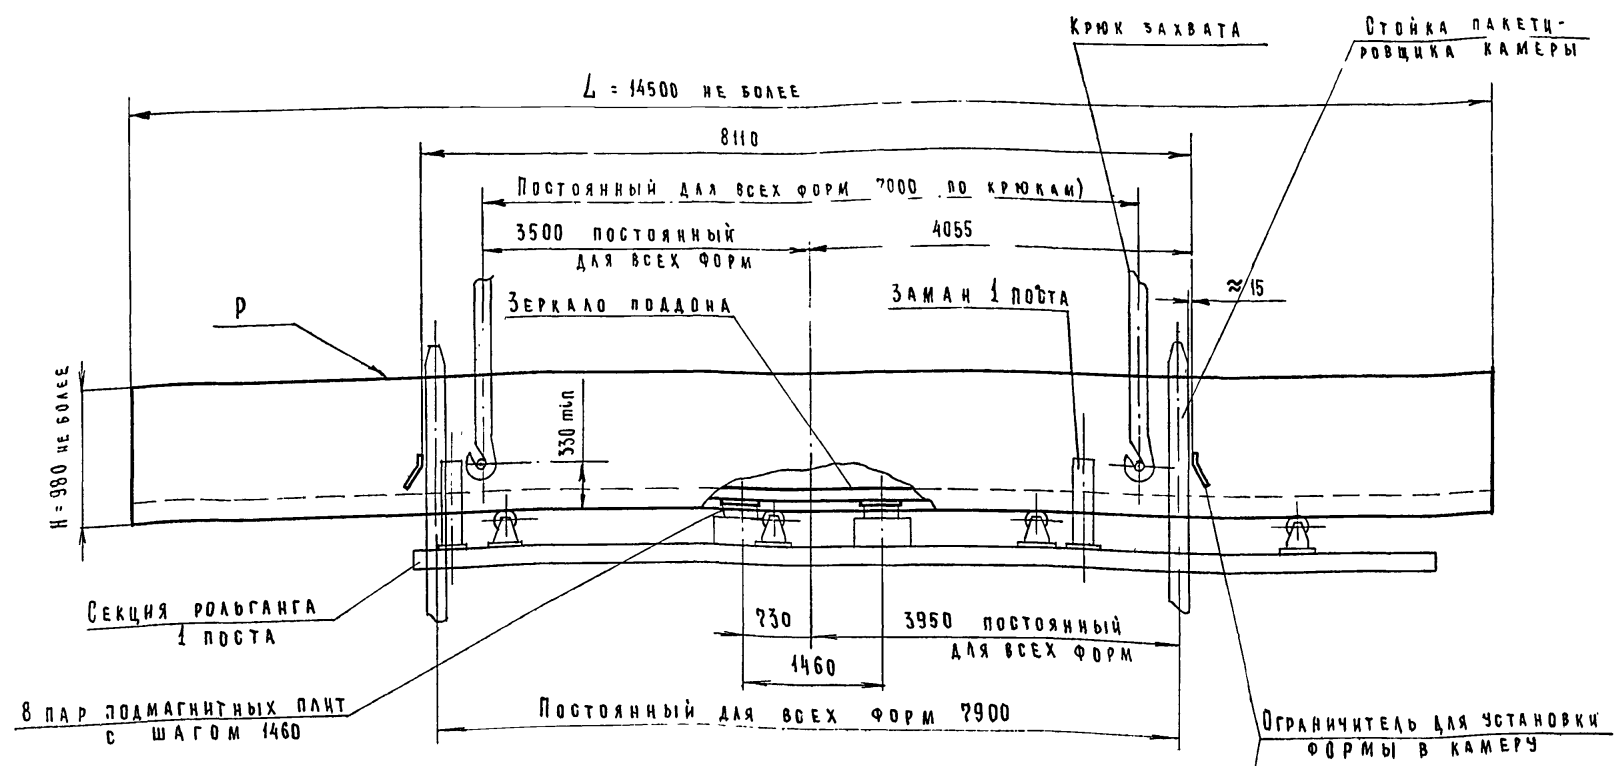 Крюк захвата
Стойка пакети-
ровщика камеры
L = 14500 не более
8110
Постоянный для всех форм 7000 по крюкам)
3500 постоянный
для всех форм
4055
Зеркало поддона
Заман 1 поста
≈15
Р
H = 980 не более
330 min
Секция рольганга
1 поста
730
3950 постоянный
для всех форм
1460
8 пар подмагнитных плит
с шагом 1460
Постоянный для всех форм 7900
Ограничитель для установки
формы в камеру